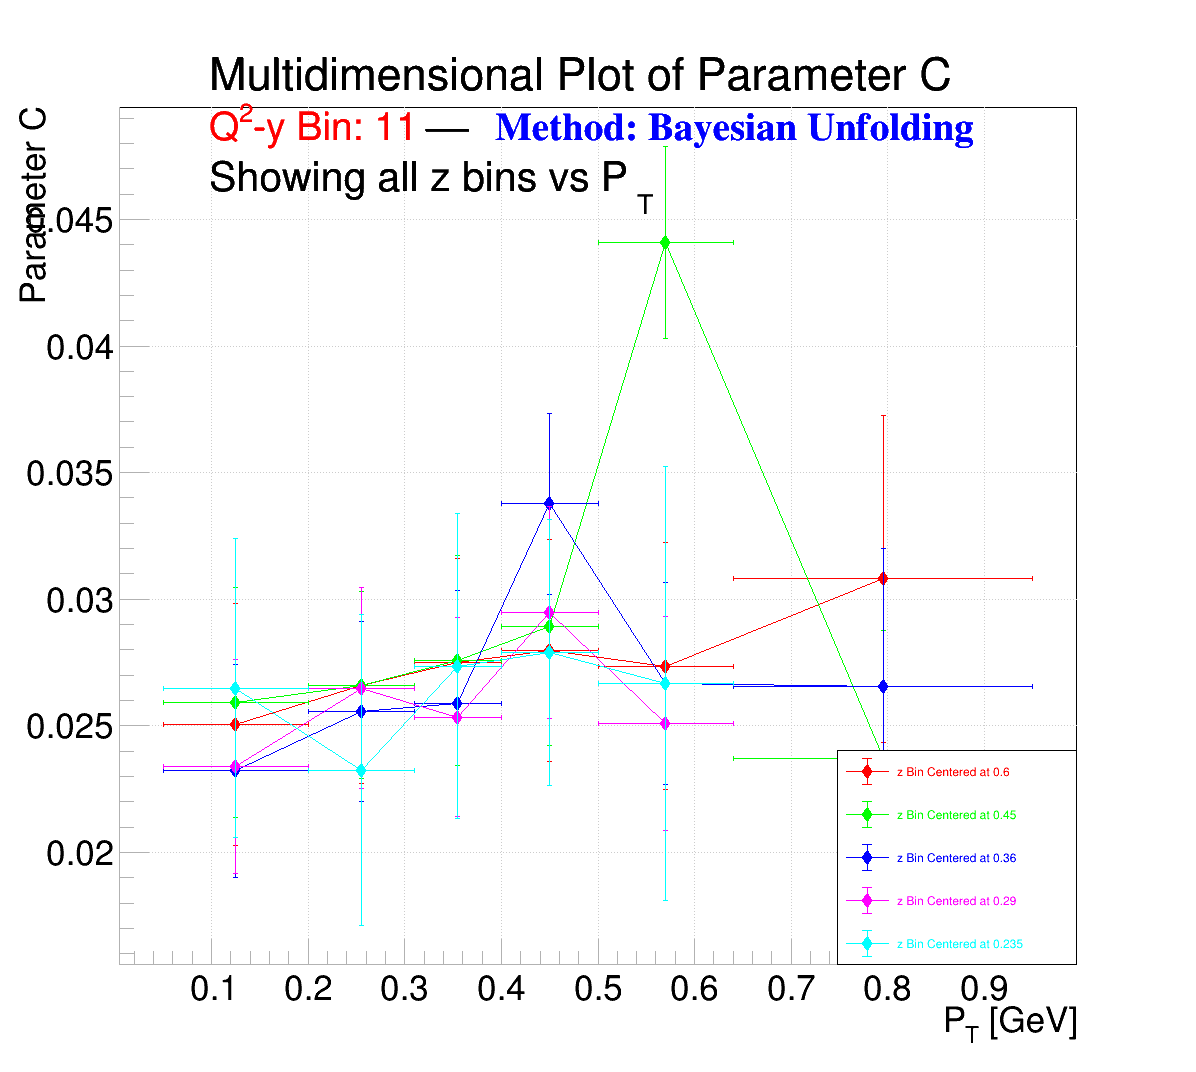 Multidimensional Plot of Parameter C
Q2-y Bin: 11 — Method: Bayesian Unfolding
Showing all z bins vs PT
Parameter C
0.045
0.04
0.035
0.03
0.025
0.02
z Bin Centered at 0.6
z Bin Centered at 0.45
z Bin Centered at 0.36
z Bin Centered at 0.29
z Bin Centered at 0.235
0.1 0.2 0.3 0.4 0.5 0.6 0.7 0.8 0.9
PT [GeV]